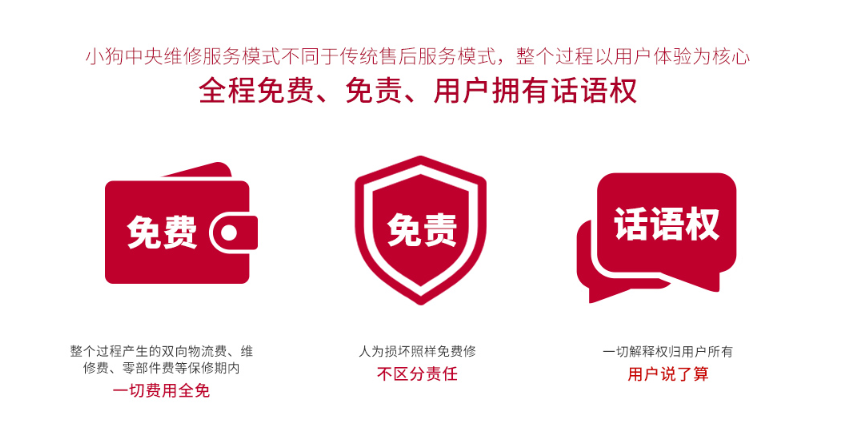 小狗中央维修服务模式不同于传统售后服务模式，整个过程以用户体验为核心
全程免费、免责、用户拥有话语权
免费
免责
话语权
整个过程产生的双向物流费、维
修费、零部件费等保修期内
一切费用全免
人为损坏照样免费修
不区分责任
一切解释权归用户所有
用户说了算